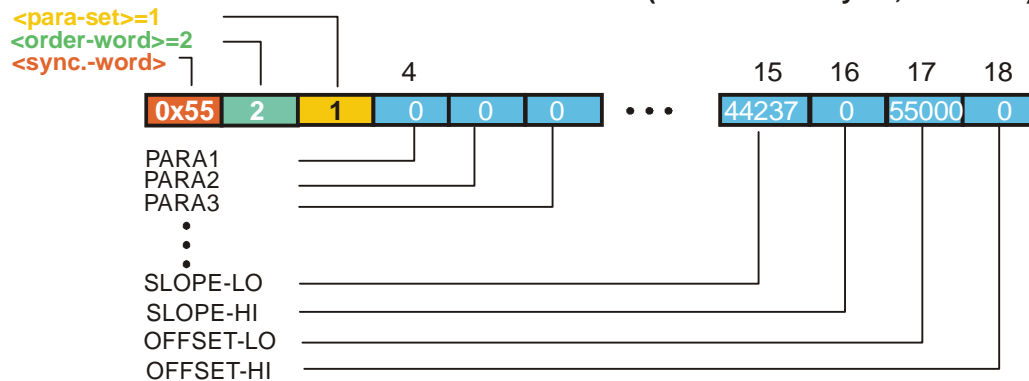 <para-set>=1
<order-word>=2
<sync.-word>
4 15 16 17 18
0x55 2 1 0 0 0 ••• 44237 0 55000 0
PARA1
PARA2
PARA3
SLOPE-LO
SLOPE-HI
OFFSET-LO
OFFSET-HI